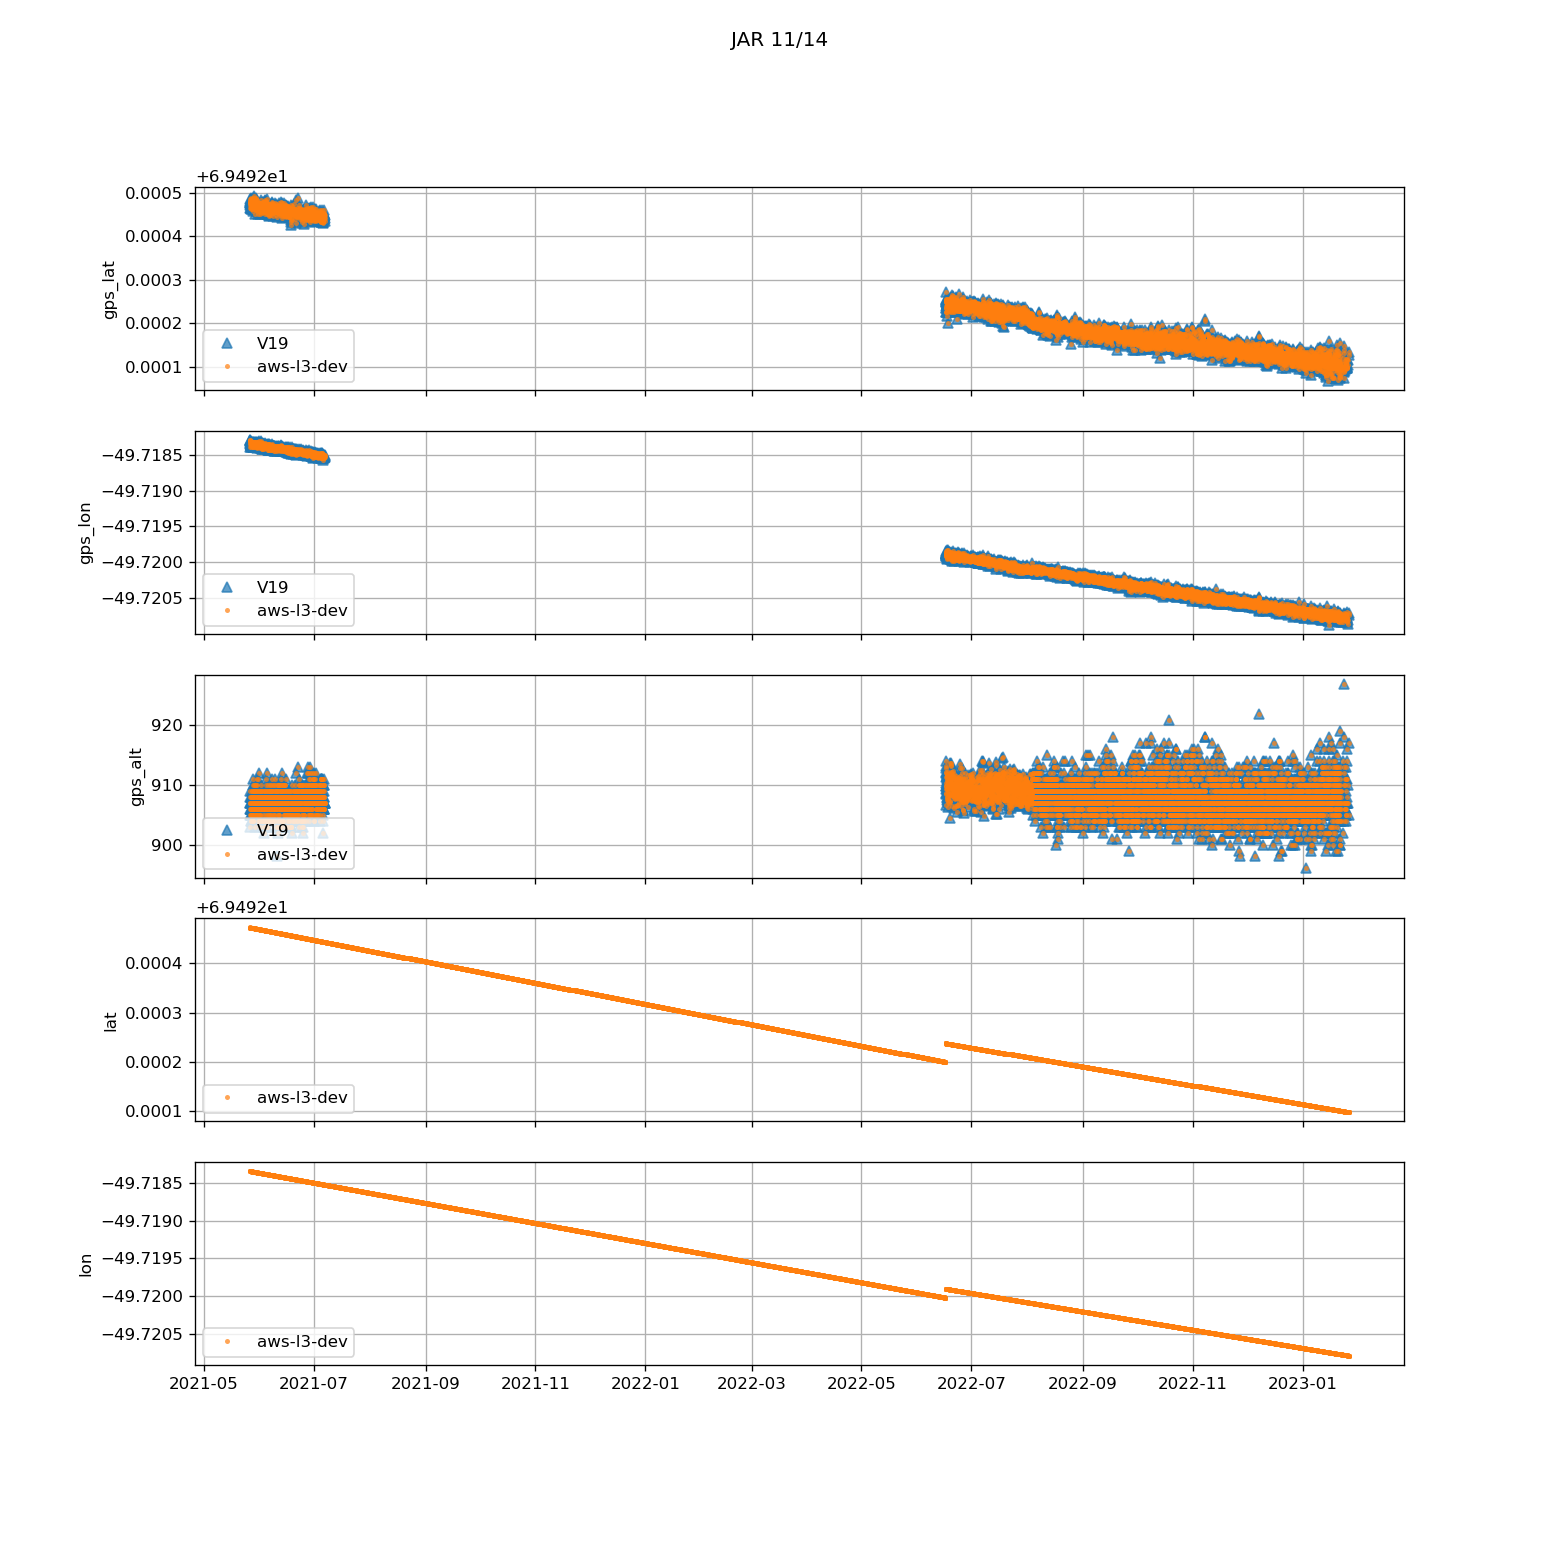 JAR 11/14
+6.9492e1
0.0005
0.0004
0.0003
0.0002
0.0001
gps_lat
V19
aws-l3-dev
−49.7185
−49.7190
−49.7195
−49.7200
−49.7205
gps_lon
V19
aws-l3-dev
920
910
900
gps_alt
V19
aws-l3-dev
+6.9492e1
0.0004
0.0003
0.0002
0.0001
lat
aws-l3-dev
−49.7185
−49.7190
−49.7195
−49.7200
−49.7205
lon
aws-l3-dev
2021-05 2021-07 2021-09 2021-11 2022-01 2022-03 2022-05 2022-07 2022-09 2022-11 2023-01